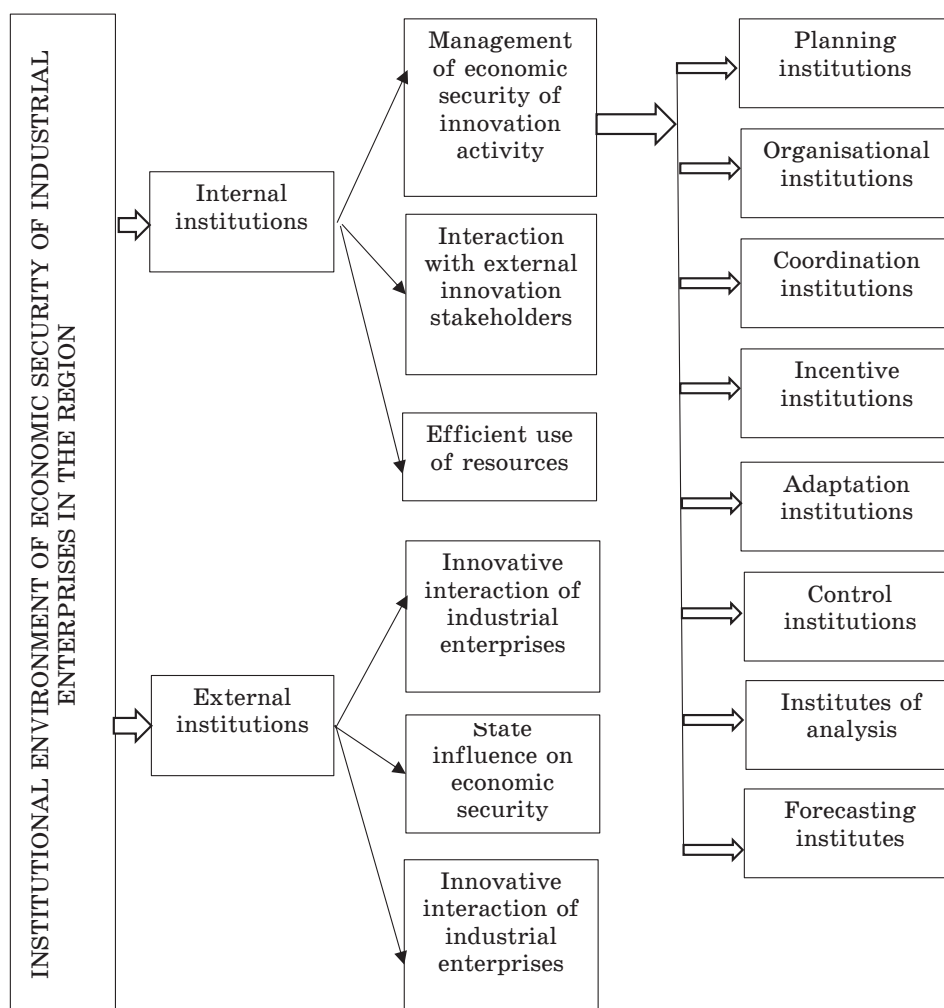 INSTITUTIONAL ENVIRONMENT OF ECONOMIC SECURITY OF INDUSTRIAL
ENTERPRISES IN THE REGION
Internal
institutions
External
institutions
Management
of economic
security of
innovation
activity
Interaction
with external
innovation
stakeholders
Efficient use
of resources
Innovative
interaction of
industrial
enterprises
State
influence on
economic
security
Innovative
interaction of
industrial
enterprises
Planning
institutions
Organisational
institutions
Coordination
institutions
Incentive
institutions
Adaptation
institutions
Control
institutions
Institutes of
analysis
Forecasting
institutes